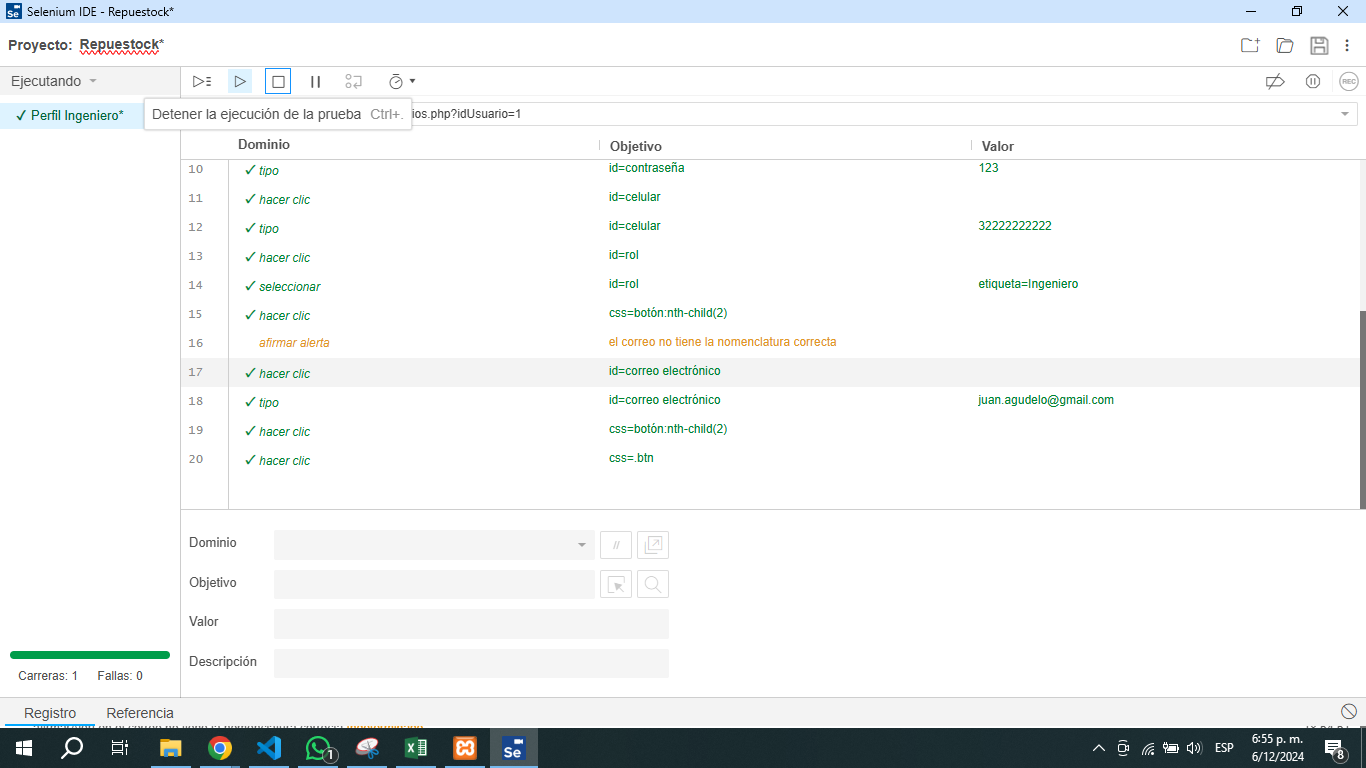 Selenium IDE - Repuestock*
Proyecto: Repuestock*
Ejecutando
✓ Perfil Ingeniero*
Detener la ejecución de la prueba Ctrl+.
ios.php?idUsuario=1
REC
Dominio Objetivo Valor
10 ✓ tipo id=contraseña 123
11 ✓ hacer clic id=celular
12 ✓ tipo id=celular 32222222222
13 ✓ hacer clic id=rol
14 ✓ seleccionar id=rol etiqueta=Ingeniero
15 ✓ hacer clic css=botón:nth-child(2)
16 afirmar alerta el correo no tiene la nomenclatura correcta
17 ✓ hacer clic id=correo electrónico
18 ✓ tipo id=correo electrónico juan.agudelo@gmail.com
19 ✓ hacer clic css=botón:nth-child(2)
20 ✓ hacer clic css=.btn
Dominio //
Objetivo
Valor
Descripción
Carreras: 1 Fallas: 0
Registro Referencia
1
Se
ESP
6:55 p. m.
6/12/2024
8